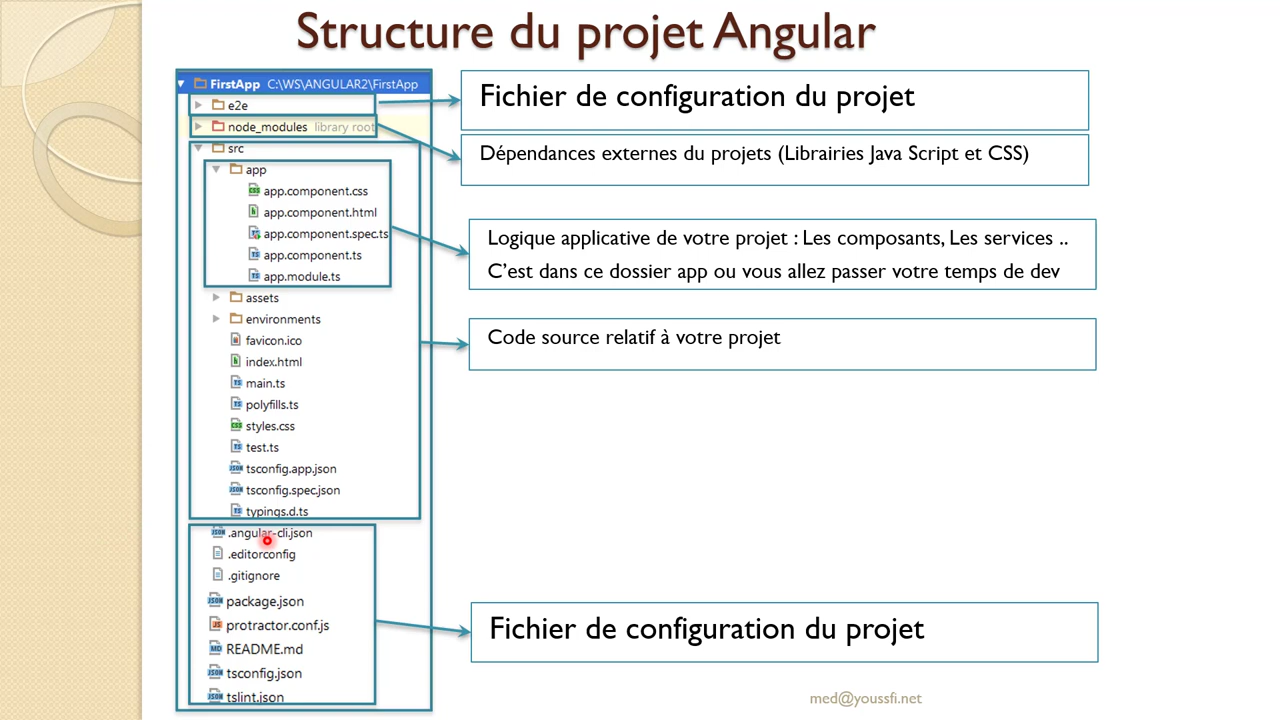 Structure du projet Angular
FirstApp C:\WS\ANGULAR2\FirstApp
e2e
Fichier de configuration du projet
node_modules library root
Dépendances externes du projets (Librairies Java Script et CSS)
src
app
app.component.css
app.component.html
app.component.spec.ts
app.component.ts
app.module.ts
Logique applicative de votre projet : Les composants, Les services ..
C’est dans ce dossier app ou vous allez passer votre temps de dev
assets
environments
favicon.ico
index.html
main.ts
polyfills.ts
styles.css
test.ts
tsconfig.app.json
tsconfig.spec.json
typings.d.ts
Code source relatif à votre projet
.angular-cli.json
.editorconfig
.gitignore
package.json
protractor.conf.js
README.md
tsconfig.json
tslint.json
Fichier de configuration du projet
med@youssfi.net